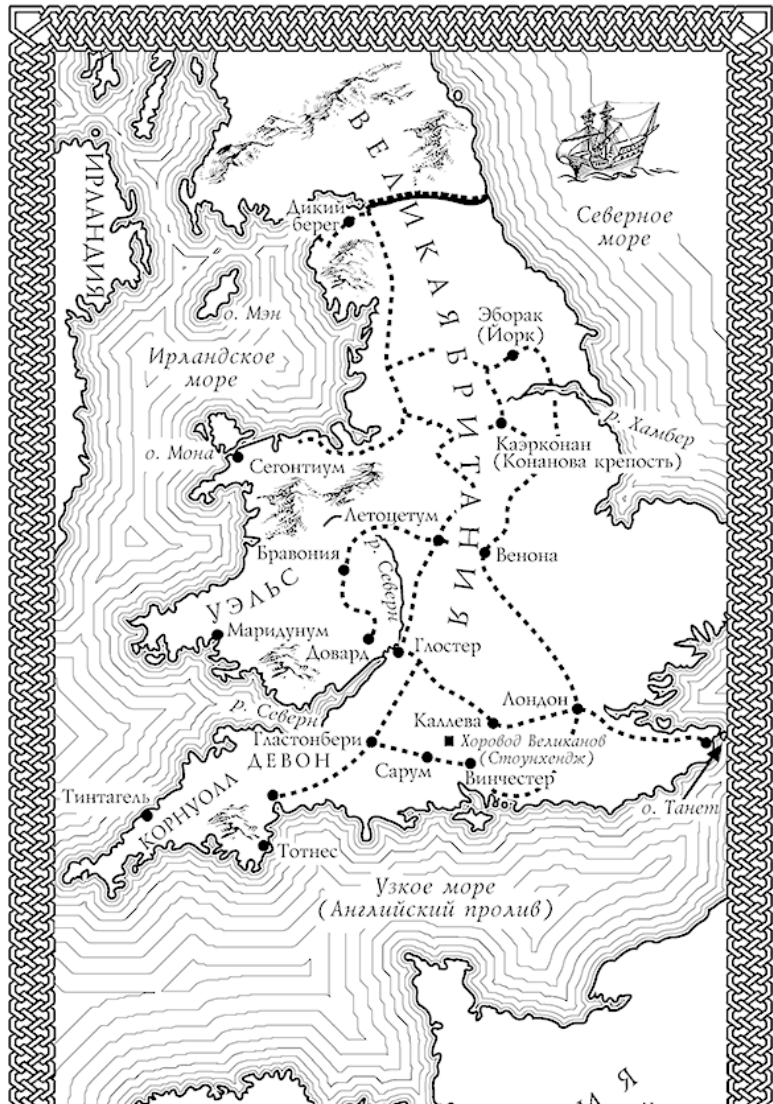 ВЕЛИКАЯ БРИТАНИЯ
ИРЛАНДИЯ
Дикий
берег
Северное
море
о. Мэн
Эборак
(Йорк)
Ирландское
море
р. Хамбер
о. Мона
Сегонтиум
Каэрконан
(Конанова крепость)
Летоцетум
Бравония
р. Северн
Венона
УЭЛЬС
Маридунум
Довард
Глостер
р. Северн
Лондон
Каллева
Гластонбери
Хоровод Великанов
(Стоунхендж)
ДЕВОН
Сарум
Винчестер
Тинтагель
о. Танет
КОРНУОЛЛ
Тотнес
Узкое море
(Английский пролив)